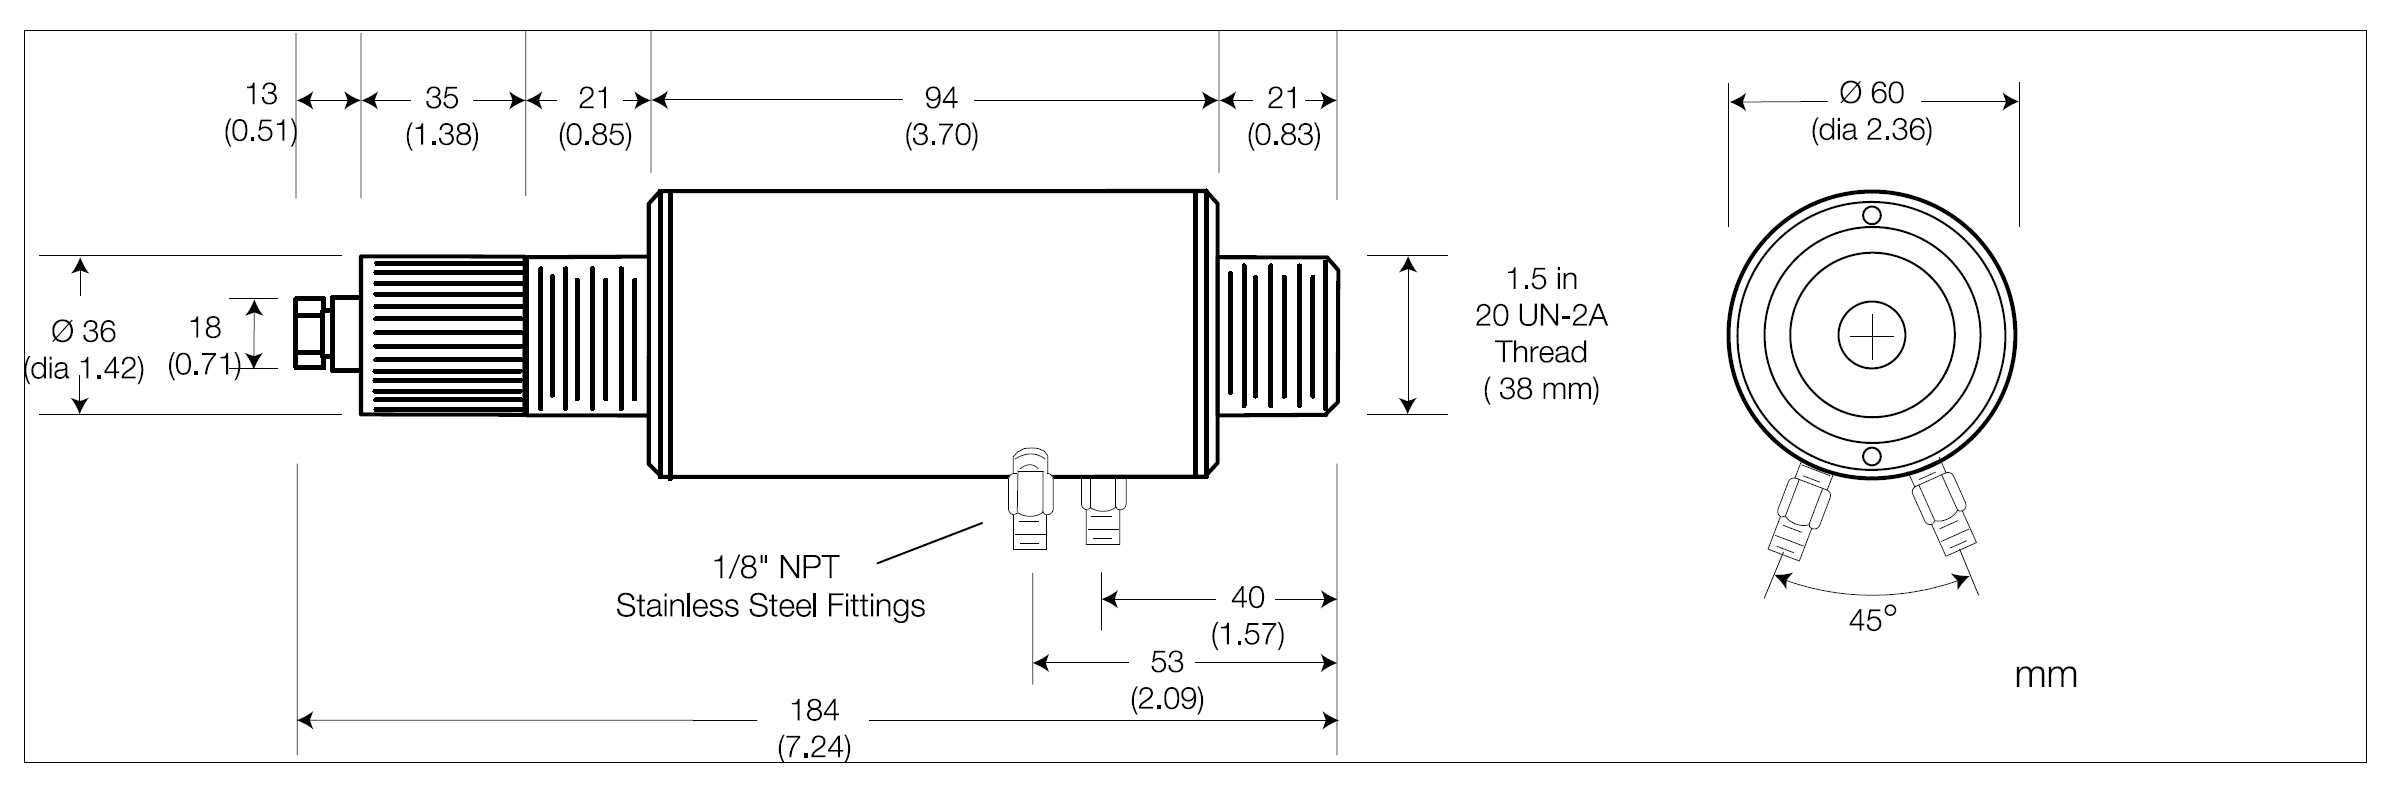 13
(0.51)
35
(1.38)
21
(0.85)
94
(3.70)
21
(0.83)
Ø 60
(dia 2.36)
Ø 36
(dia 1.42)
18
(0.71)
1.5 in
20 UN-2A
Thread
( 38 mm)
1/8" NPT
Stainless Steel Fittings
40
(1.57)
53
(2.09)
184
(7.24)
45°
mm